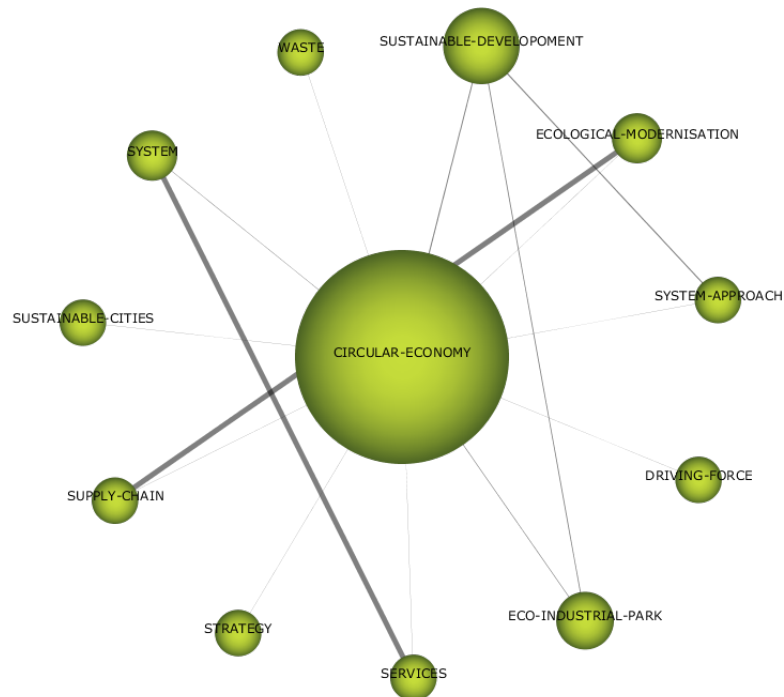 SUSTAINABLE-DEVELOPOMENT
WASTE
ECOLOGICAL-MODERNISATION
SYSTEM
SYSTEM-APPROACH
SUSTAINABLE-CITIES
CIRCULAR-ECONOMY
DRIVING-FORCE
SUPPLY-CHAIN
ECO-INDUSTRIAL-PARK
STRATEGY
SERVICES